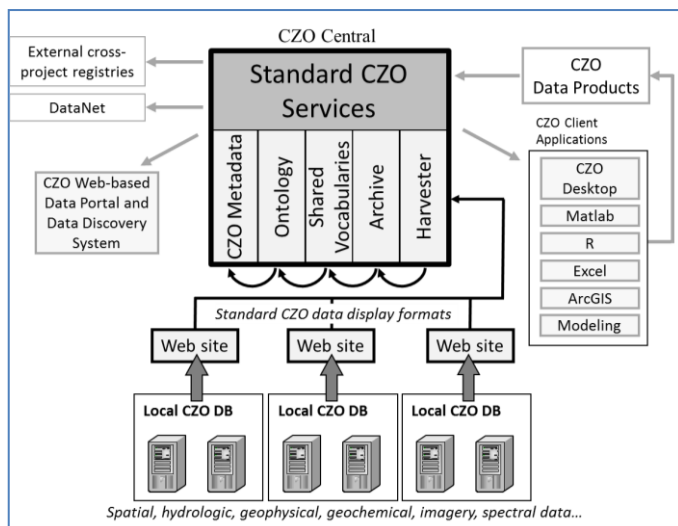 CZO Central
External cross-
project registries
DataNet
CZO Web-based
Data Portal and
Data Discovery
System
Standard CZO
Services
CZO Metadata
Ontology
Shared
Vocabularies
Archive
Harvester
CZO
Data Products
CZO Client
Applications
CZO
Desktop
Matlab
R
Excel
ArcGIS
Modeling
Standard CZO data display formats
Web site
Web site
Web site
Local CZO DB
Local CZO DB
Local CZO DB
Spatial, hydrologic, geophysical, geochemical, imagery, spectral data...